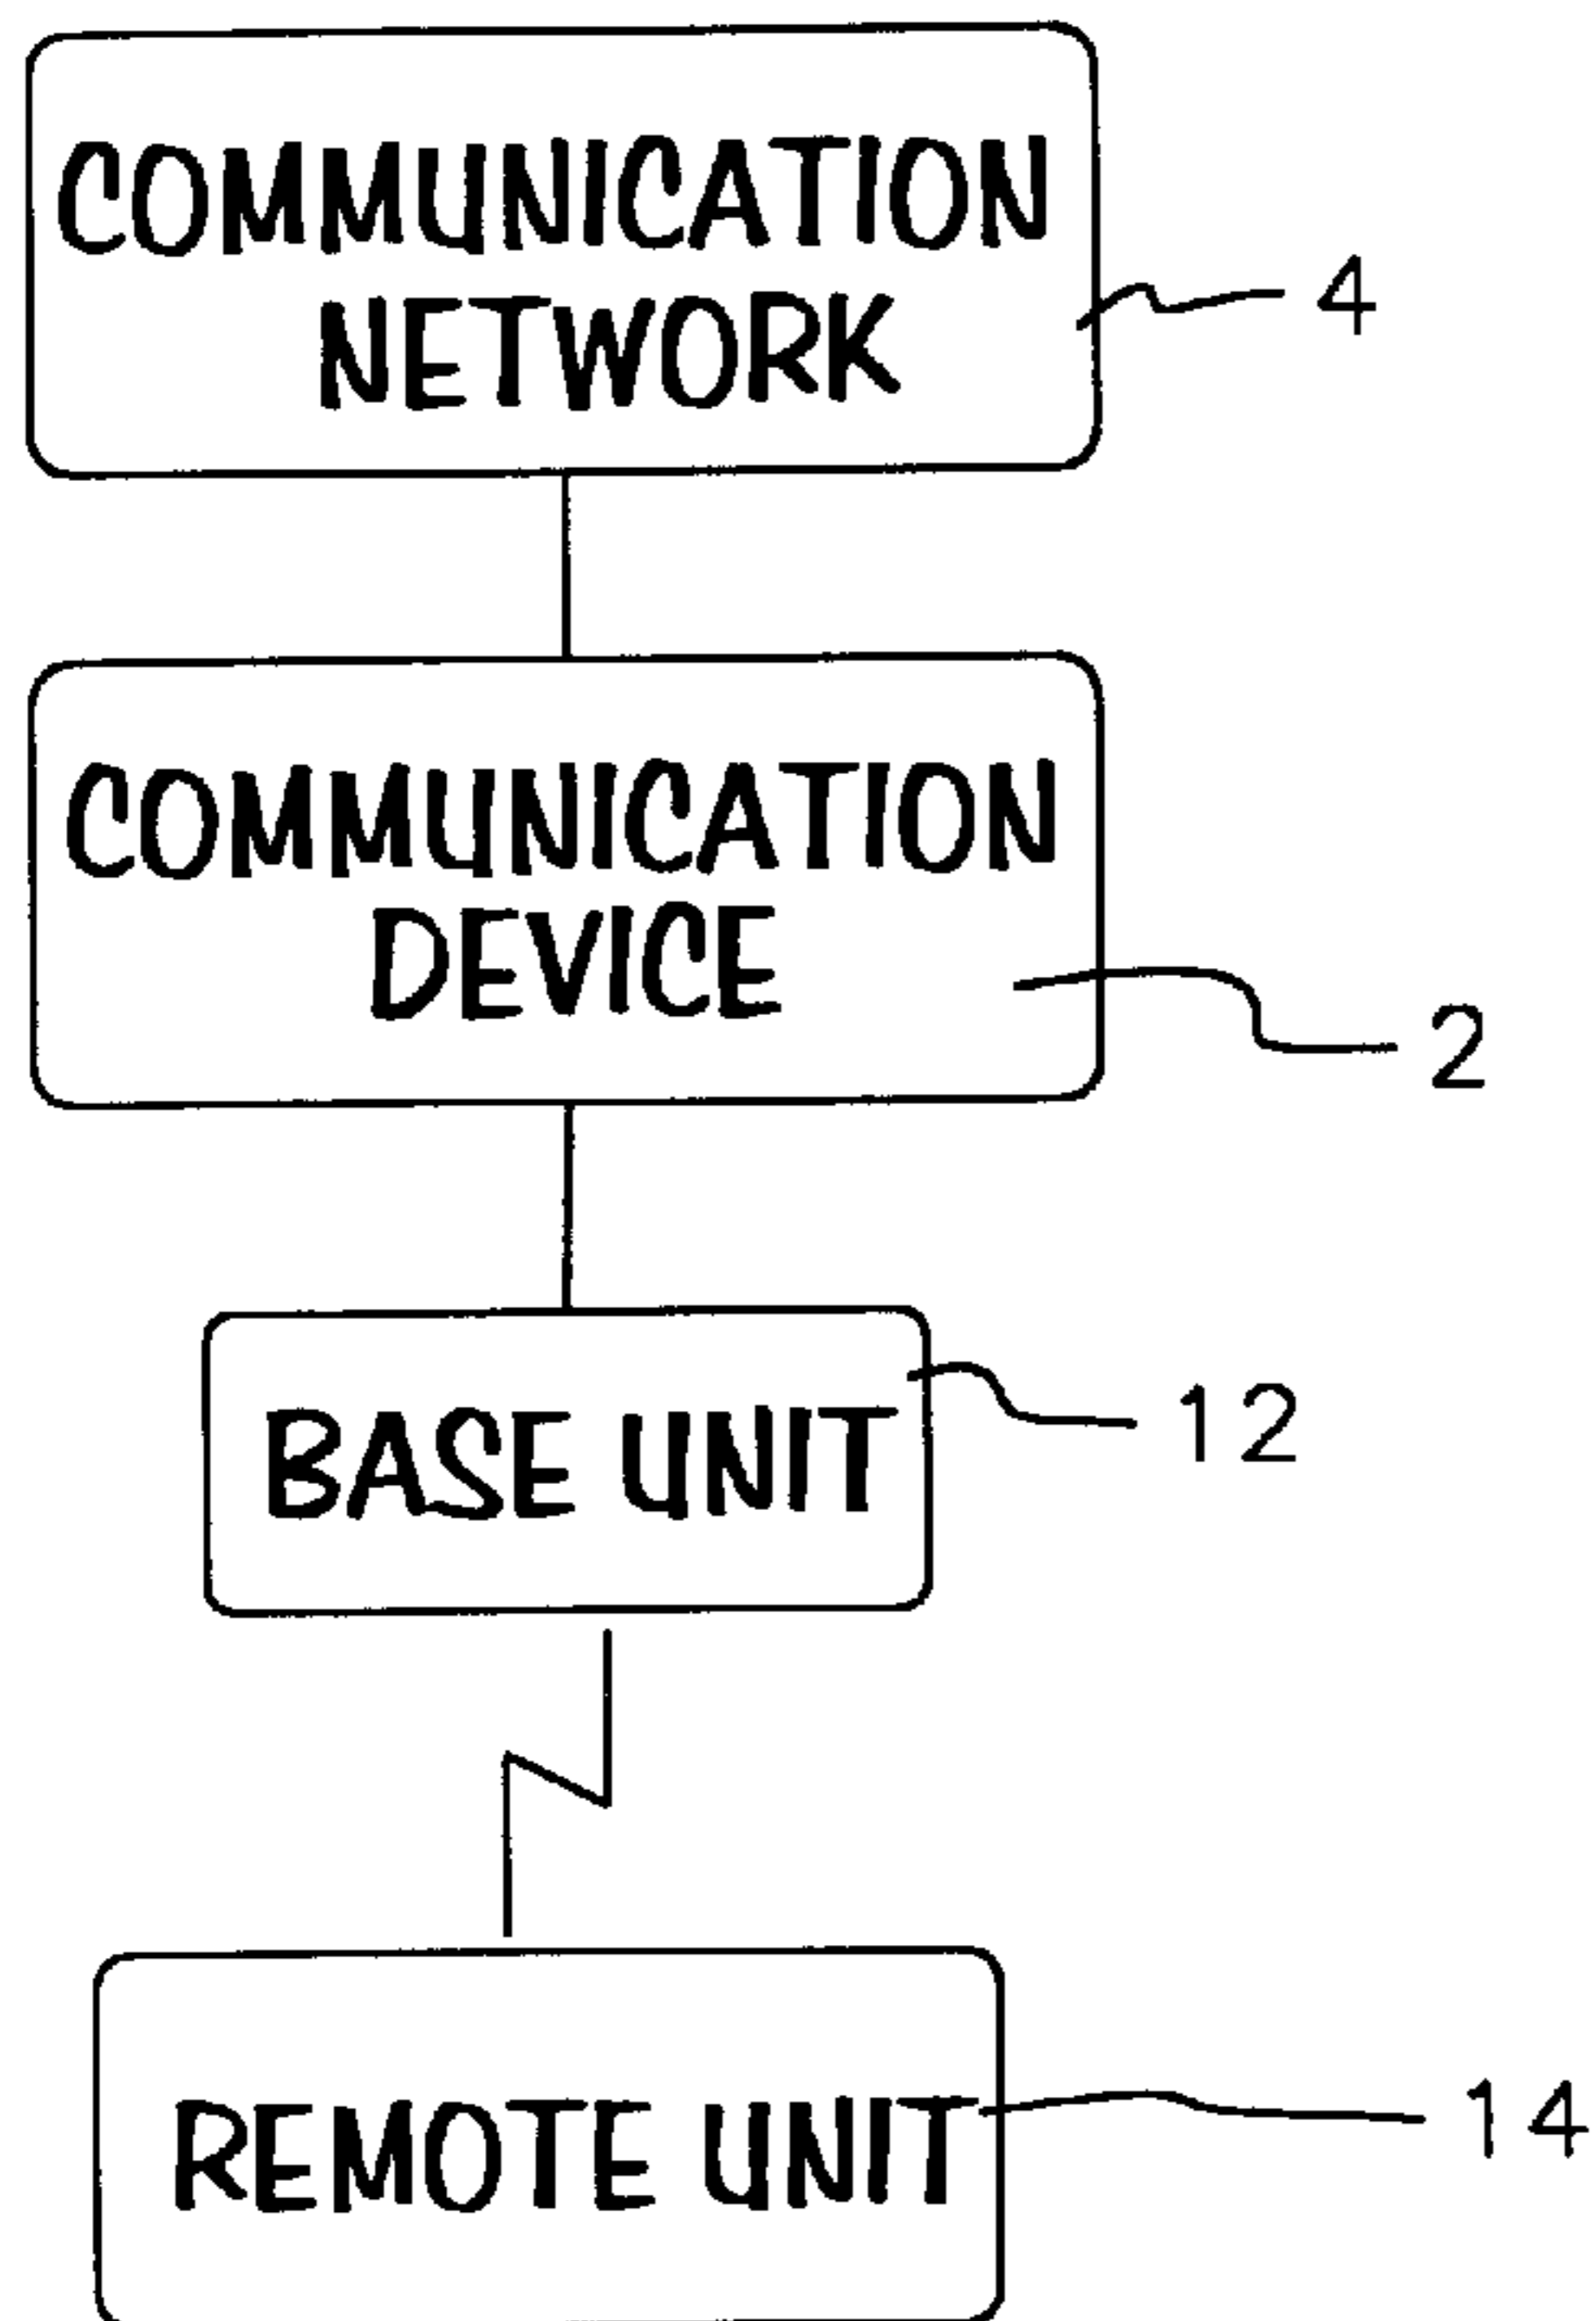 COMMUNICATION
NETWORK
4
COMMUNICATION
DEVICE
2
BASE UNIT
12
REMOTE UNIT
14